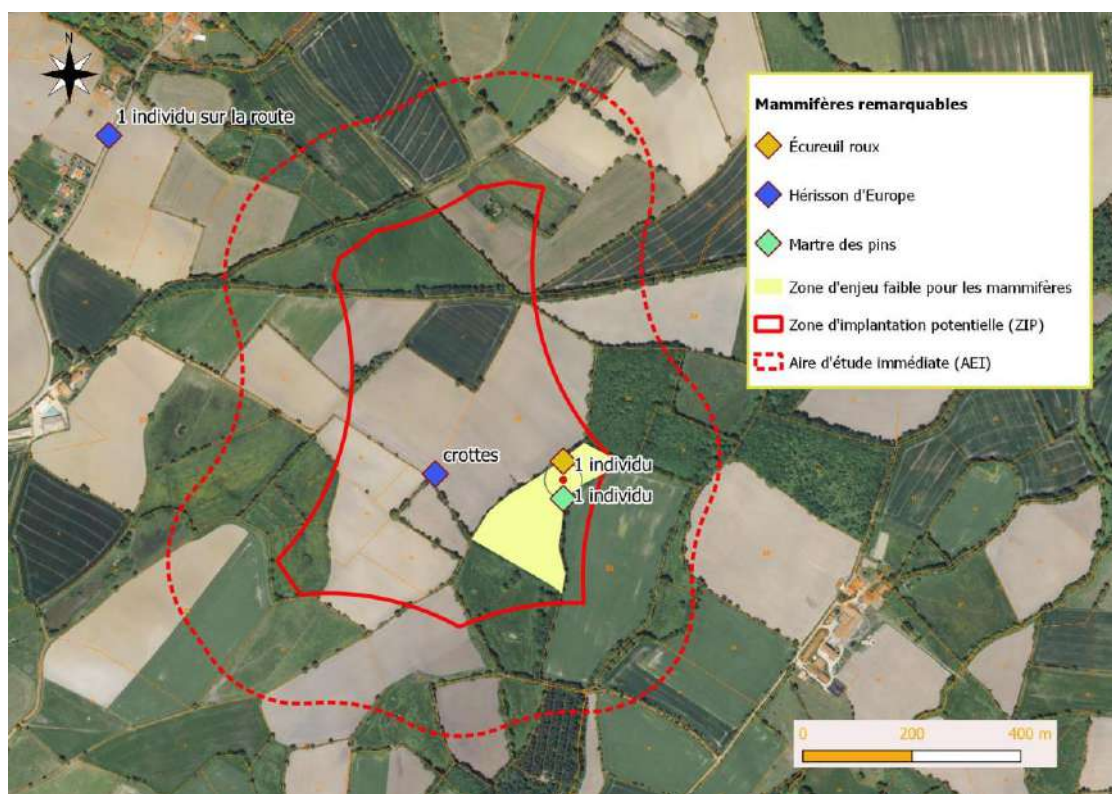 N
1 individu sur la route
Mammifères remarquables
Écureuil roux
Hérisson d'Europe
Martre des pins
Zone d'enjeu faible pour les mammifères
Zone d'implantation potentielle (ZIP)
Aire d'étude immédiate (AEI)
crottes
1 individu
1 individu
0 200 400 m